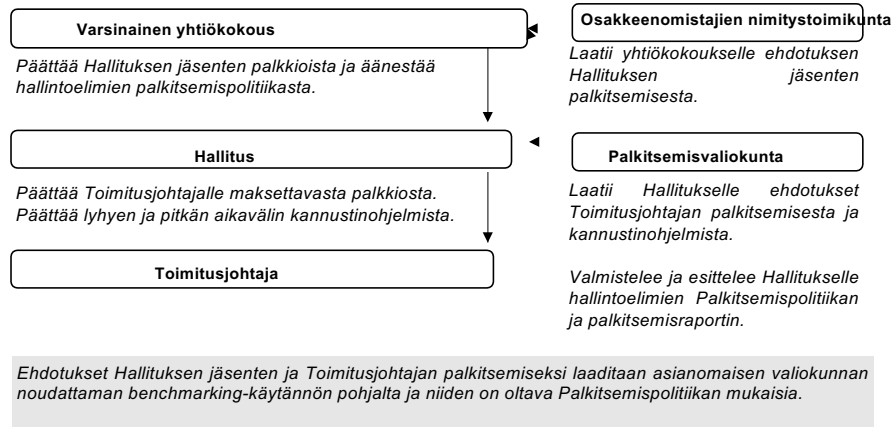 Varsinainen yhtiökokous
Päättää Hallituksen jäsenten palkkioista ja äänestää
hallintoelimien palkitsemispolitiikasta.
Osakkeenomistajien nimitystoimikunta
Laatii yhtiökokoukselle ehdotuksen
Hallituksen jäsenten
palkitsemisesta.
Hallitus
Päättää Toimitusjohtajalle maksettavasta palkkiosta.
Päättää lyhyen ja pitkän aikavälin kannustinohjelmista.
Palkitsemisvaliokunta
Laatii Hallitukselle ehdotukset
Toimitusjohtajan palkitsemisesta ja
kannustinohjelmista.
Valmistelee ja esittelee Hallitukselle
hallintoelimien Palkitsemispolitiikan
ja palkitsemisraportin.
Toimitusjohtaja
Ehdotukset Hallituksen jäsenten ja Toimitusjohtajan palkitsemiseksi laaditaan asianomaisen valiokunnan
noudattaman benchmarking-käytännön pohjalta ja niiden on oltava Palkitsemispolitiikan mukaisia.